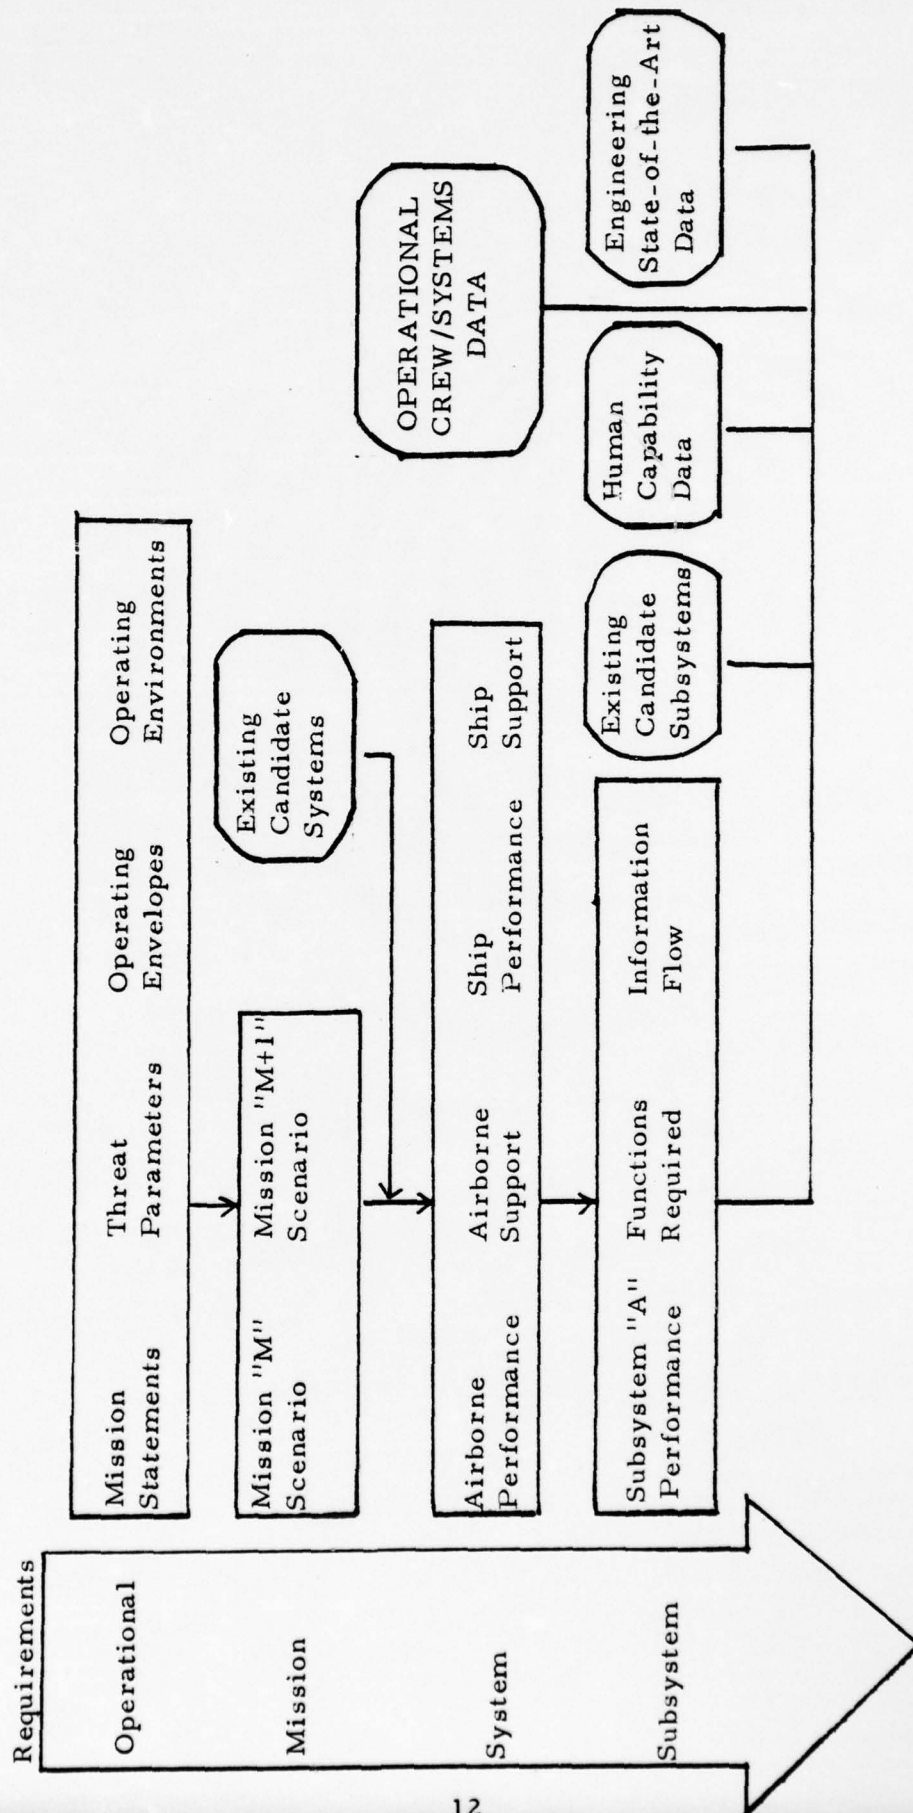 Requirements
Operational
Mission
Statements
Threat
Parameters
Operating
Envelopes
Operating
Environments
Mission
Mission "M"
Scenario
Mission "M+1"
Scenario
Existing
Candidate
Systems
System
Airborne
Performance
Airborne
Support
Ship
Performance
Ship
Support
OPERATIONAL
CREW/SYSTEMS
DATA
Subsystem
Subsystem "A"
Performance
Functions
Required
Information
Flow
Existing
Candidate
Subsystems
Human
Capability
Data
Engineering
State-of-the-Art
Data
12